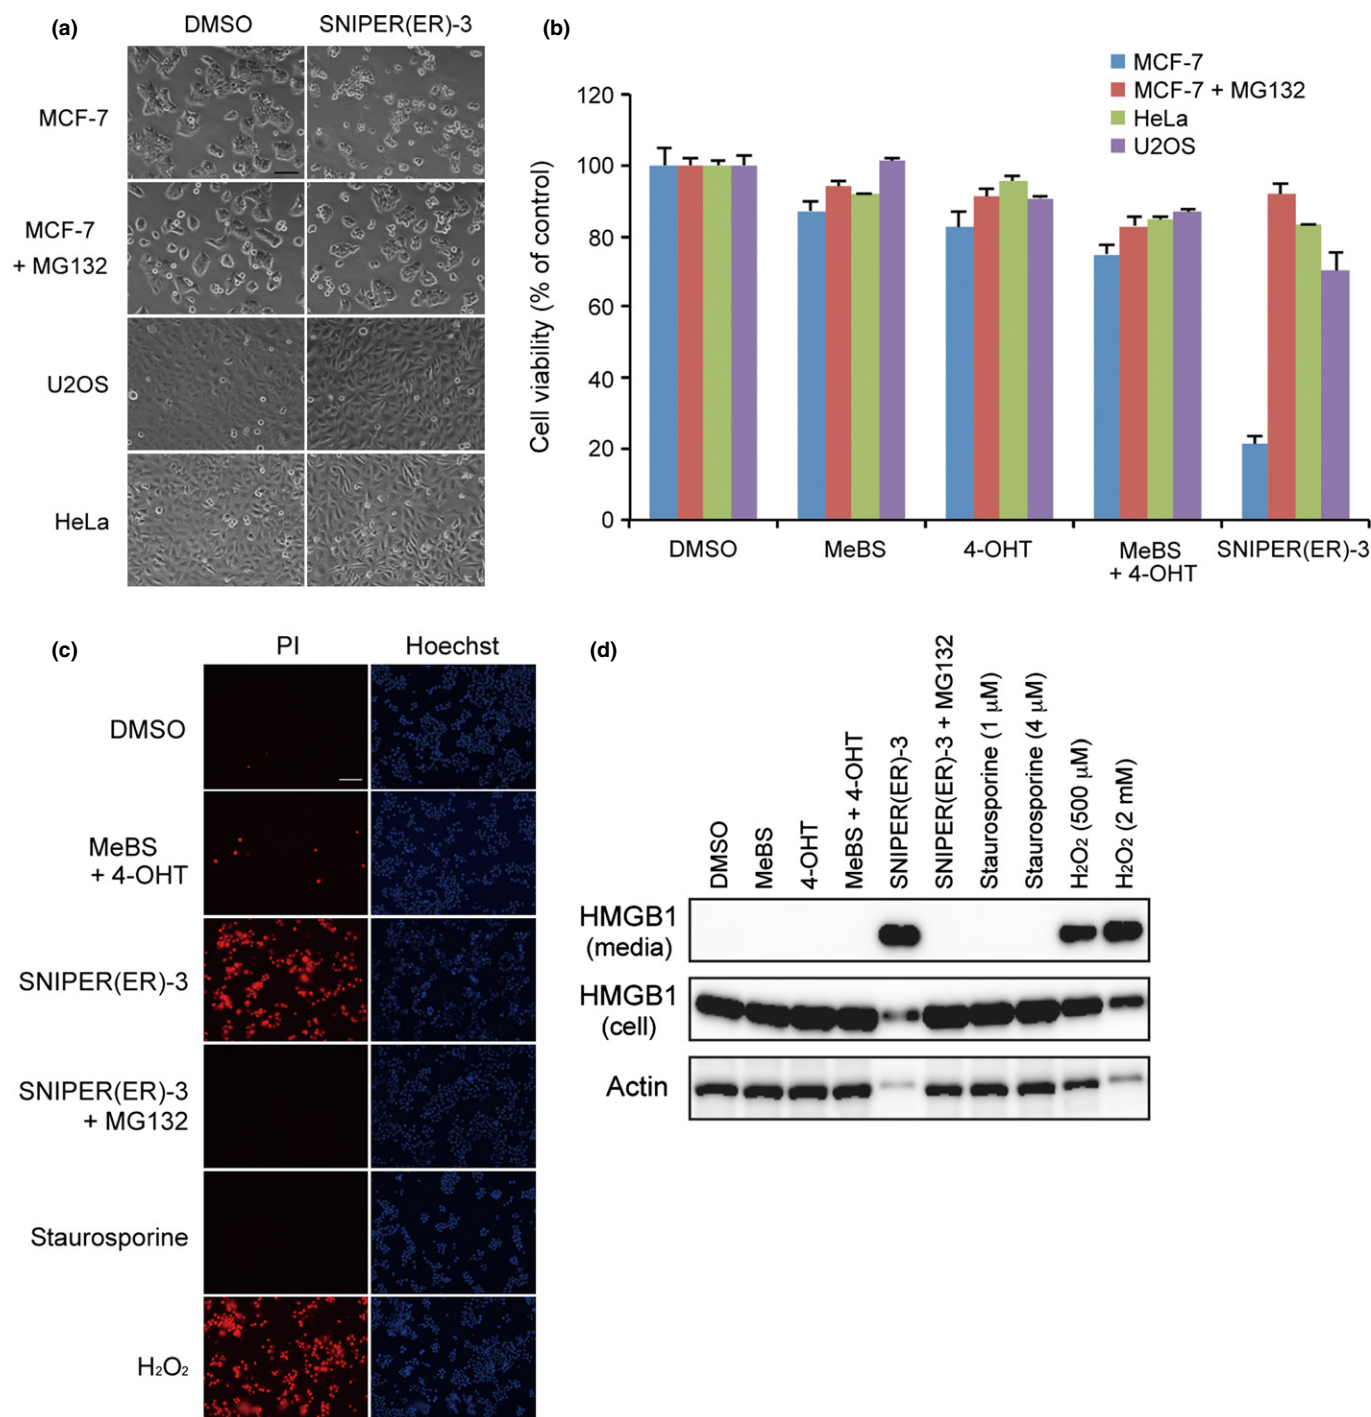 (a)
DMSO
SNIPER(ER)-3
MCF-7
MCF-7
+ MG132
U2OS
HeLa
(b)
MCF-7
MCF-7 + MG132
HeLa
U2OS
Cell viability (% of control)
120
100
80
60
40
20
0
DMSO
MeBS
4-OHT
MeBS
+ 4-OHT
SNIPER(ER)-3
(c)
PI
Hoechst
DMSO
MeBS
+ 4-OHT
SNIPER(ER)-3
SNIPER(ER)-3
+ MG132
Staurosporine
H₂O₂
(d)
DMSO
MeBS
4-OHT
MeBS + 4-OHT
SNIPER(ER)-3
SNIPER(ER)-3 + MG132
Staurosporine (1 μM)
Staurosporine (4 μM)
H₂O₂ (500 μM)
H₂O₂ (2 mM)
HMGB1
(media)
HMGB1
(cell)
Actin